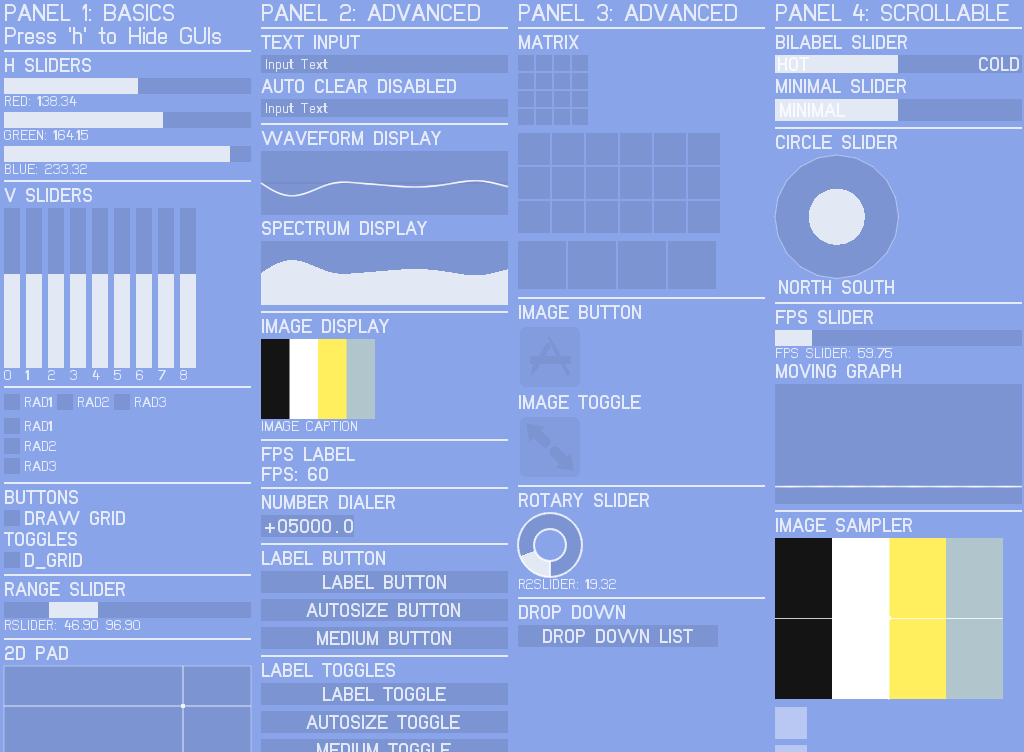 PANEL 1: BASICS
Press 'h' to Hide GUIs
H SLIDERS
RED: 138.34
GREEN: 164.15
BLUE: 233.32
V SLIDERS
0 1 2 3 4 5 6 7 8
RAD1 RAD2 RAD3
RAD1
RAD2
RAD3
BUTTONS
DRAW GRID
TOGGLES
D_GRID
RANGE SLIDER
RSLIDER: 46.90 96.90
2D PAD
PANEL 2: ADVANCED
TEXT INPUT
Input Text
AUTO CLEAR DISABLED
Input Text
WAVEFORM DISPLAY
SPECTRUM DISPLAY
IMAGE DISPLAY
IMAGE CAPTION
FPS LABEL
FPS: 60
NUMBER DIALER
+05000.0
LABEL BUTTON
LABEL BUTTON
AUTOSIZE BUTTON
MEDIUM BUTTON
LABEL TOGGLES
LABEL TOGGLE
AUTOSIZE TOGGLE
MEDIUM TOGGLE
PANEL 3: ADVANCED
MATRIX
IMAGE BUTTON
IMAGE TOGGLE
ROTARY SLIDER
R2SLIDER: 19.32
DROP DOWN
DROP DOWN LIST
PANEL 4: SCROLLABLE
BILABEL SLIDER
HOT COLD
MINIMAL SLIDER
MINIMAL
CIRCLE SLIDER
NORTH SOUTH
FPS SLIDER
FPS SLIDER: 59.75
MOVING GRAPH
IMAGE SAMPLER